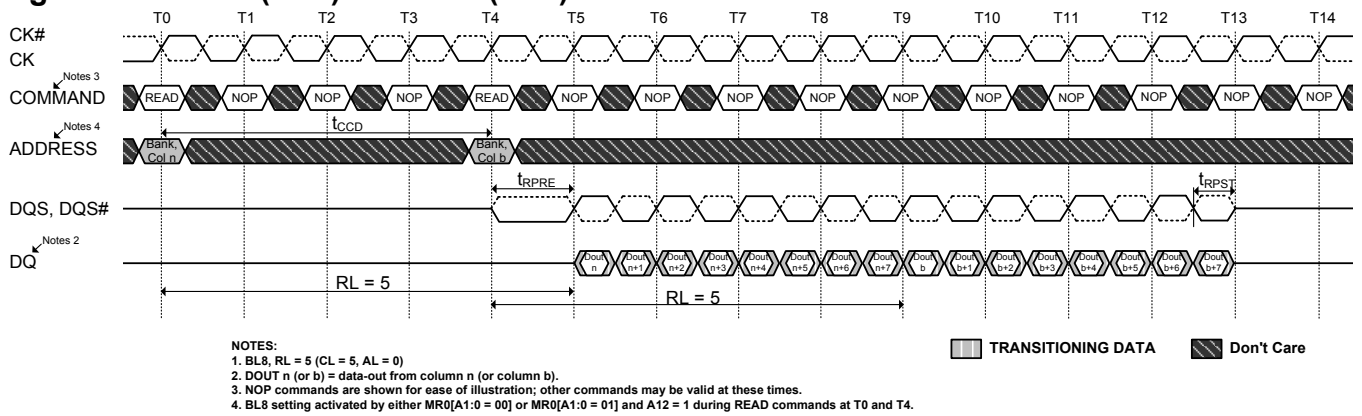 T0 T1 T2 T3 T4 T5 T6 T7 T8 T9 T10 T11 T12 T13 T14
CK#
CK
Notes 3
COMMAND READ NOP NOP NOP READ NOP NOP NOP NOP NOP NOP NOP NOP NOP NOP
tCCD
Notes 4
ADDRESS Bank, Col n Bank, Col b
tRPRE tRPST
DQS, DQS#
Notes 2
DQ Dout n Dout n+1 Dout n+2 Dout n+3 Dout n+4 Dout n+5 Dout n+6 Dout n+7 Dout b Dout b+1 Dout b+2 Dout b+3 Dout b+4 Dout b+5 Dout b+6 Dout b+7
RL = 5 RL = 5
TRANSITIONING DATA Don't Care
NOTES:
1. BL8, RL = 5 (CL = 5, AL = 0)
2. DOUT n (or b) = data-out from column n (or column b).
3. NOP commands are shown for ease of illustration; other commands may be valid at these times.
4. BL8 setting activated by either MR0[A1:0 = 00] or MR0[A1:0 = 01] and A12 = 1 during READ commands at T0 and T4.